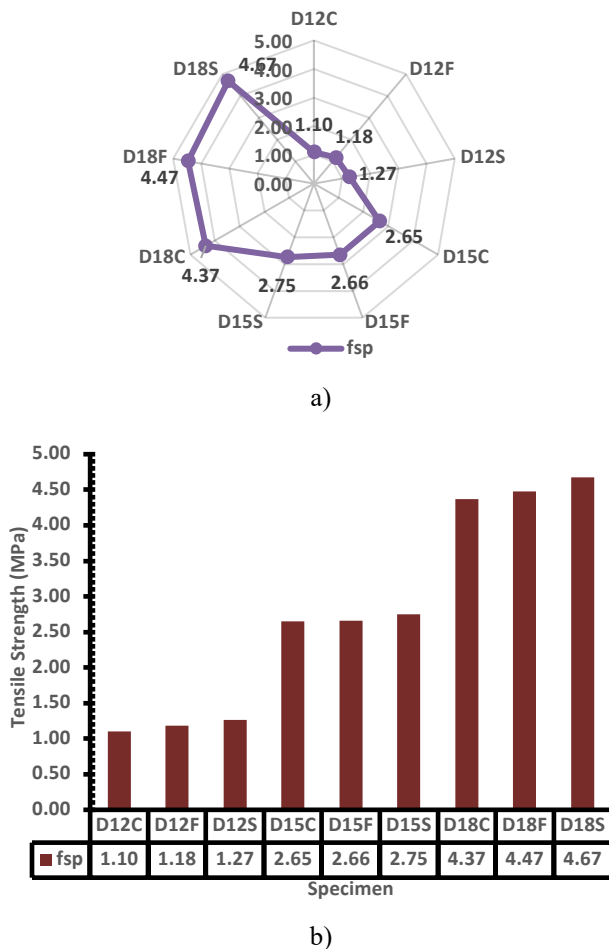 D12C
5.00
D18S
4.67
D12F
4.00
3.00
2.00
1.10
1.18
D18F
D12S
1.00
4.47
0.00
1.27
2.65
D18C
D15C
4.37
2.75
2.66
D15S
D15F
fsp
a)
5.00
4.50
4.00
3.50
3.00
2.50
2.00
1.50
1.00
0.50
0.00
Tensile Strength (MPa)
D12C D12F D12S D15C D15F D15S D18C D18F D18S
fsp 1.10 1.18 1.27 2.65 2.66 2.75 4.37 4.47 4.67
Specimen
b)